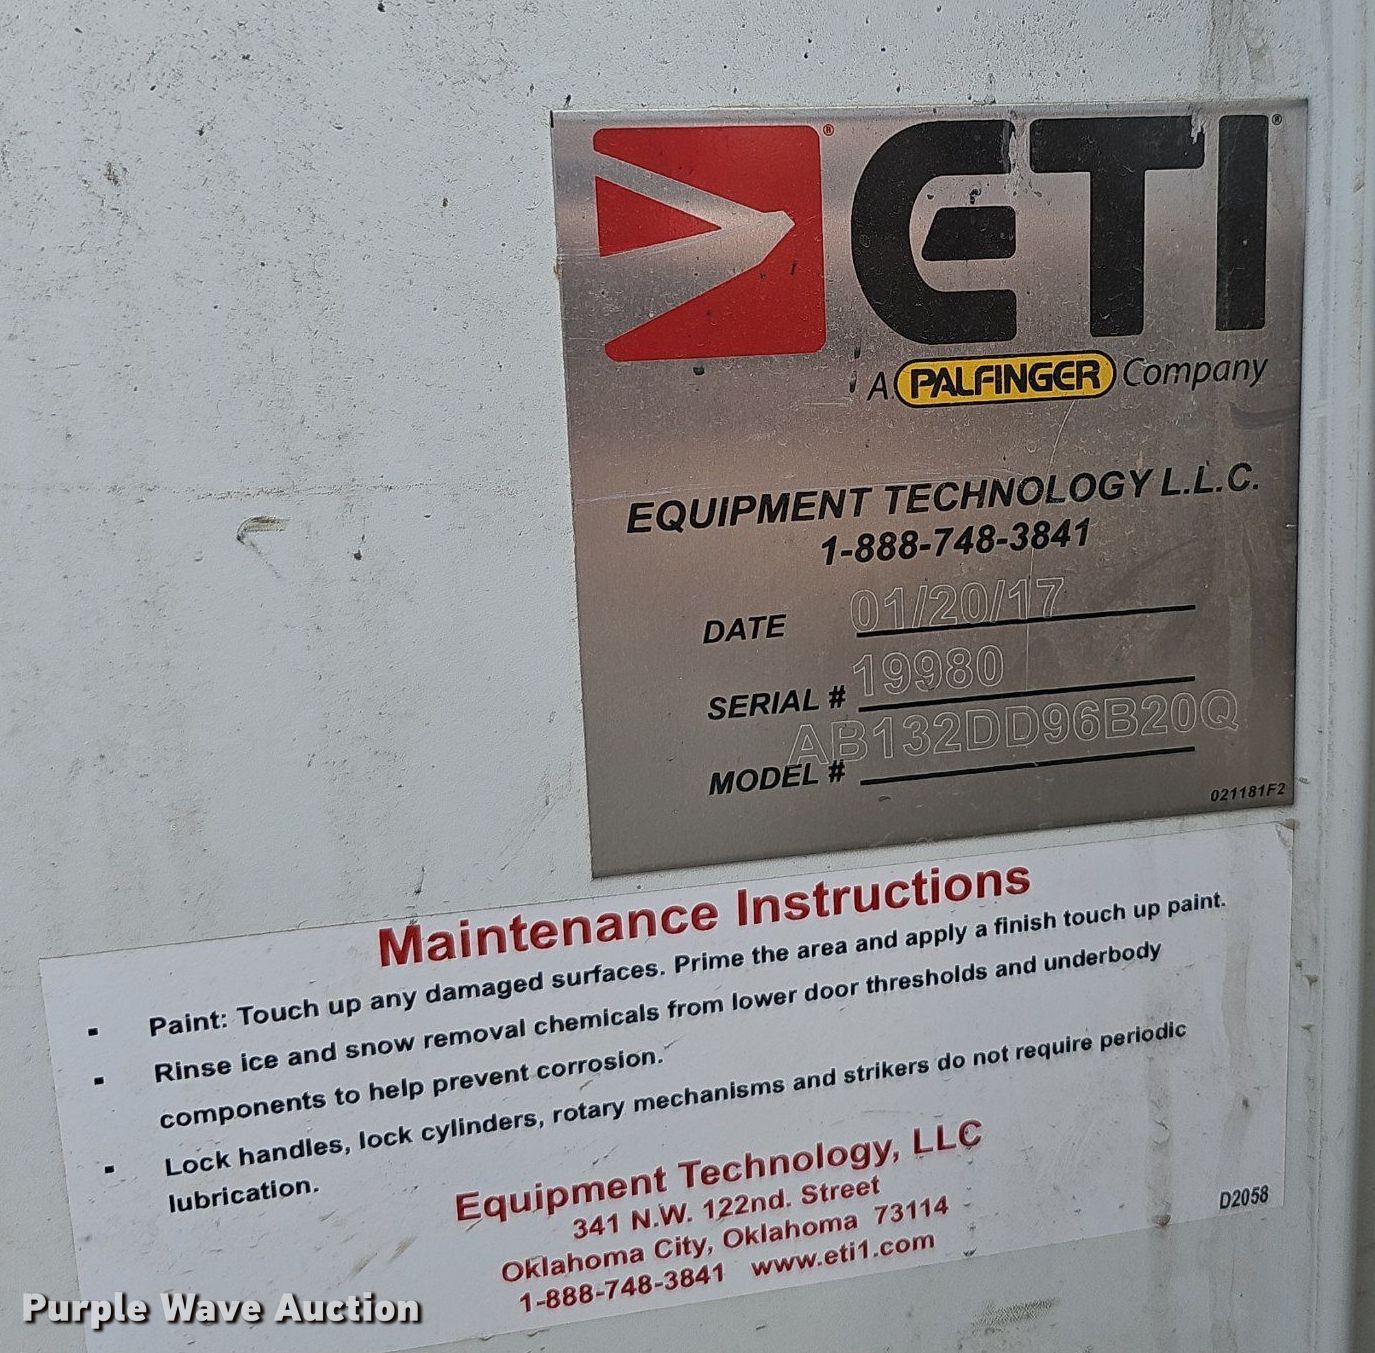 ETI
A PALFINGER Company
EQUIPMENT TECHNOLOGY L.L.C.
1-888-748-3841
DATE 01/20/17
SERIAL # 19980
MODEL # AB132DD96B20Q
021181F2
Maintenance Instructions
▪ Paint: Touch up any damaged surfaces. Prime the area and apply a finish touch up paint.
▪ Rinse ice and snow removal chemicals from lower door thresholds and underbody
components to help prevent corrosion.
▪ Lock handles, lock cylinders, rotary mechanisms and strikers do not require periodic
lubrication.
Equipment Technology, LLC
341 N.W. 122nd. Street
Oklahoma City, Oklahoma 73114
1-888-748-3841 www.eti1.com
D2058
Purple Wave Auction